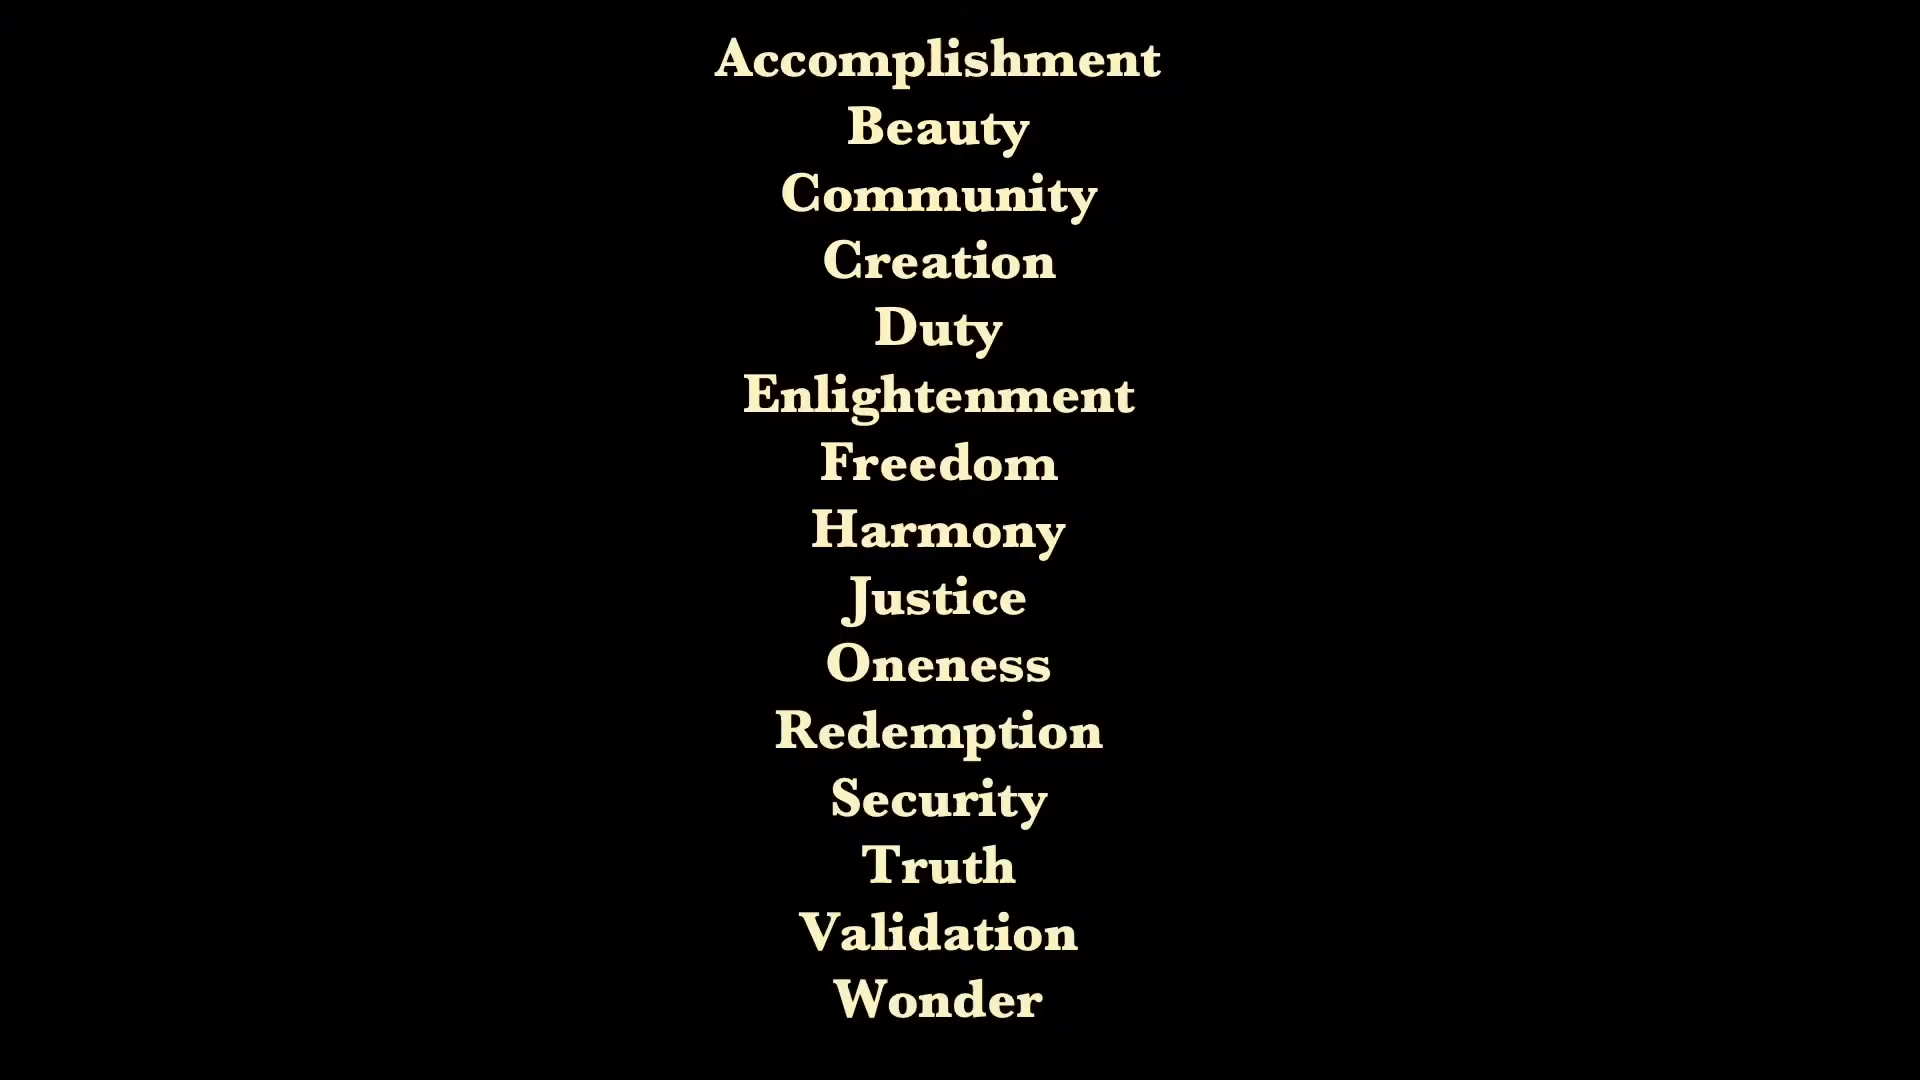 Accomplishment
Beauty
Community
Creation
Duty
Enlightenment
Freedom
Harmony
Justice
Oneness
Redemption
Security
Truth
Validation
Wonder